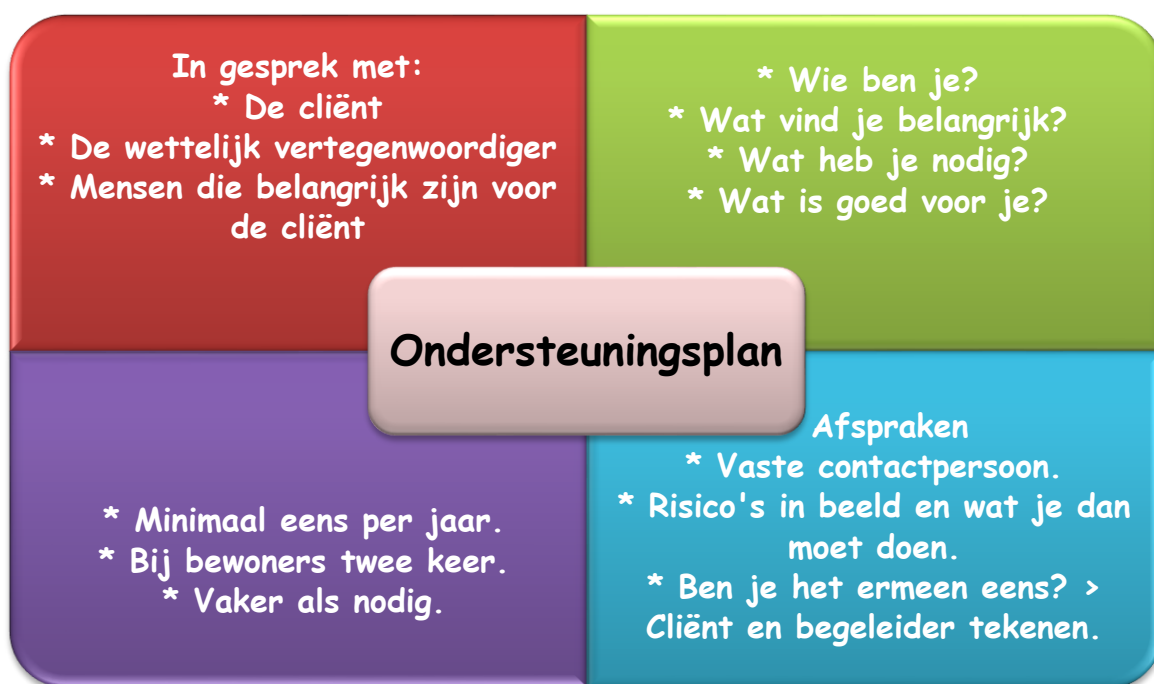 In gesprek met:
* De cliënt
* De wettelijk vertegenwoordiger
* Mensen die belangrijk zijn voor
de cliënt
* Wie ben je?
* Wat vind je belangrijk?
* Wat heb je nodig?
* Wat is goed voor je?
Ondersteuningsplan
* Minimaal eens per jaar.
* Bij bewoners twee keer.
* Vaker als nodig.
Afspraken
* Vaste contactpersoon.
* Risico's in beeld en wat je dan
moet doen.
* Ben je het ermeen eens? >
Cliënt en begeleider tekenen.